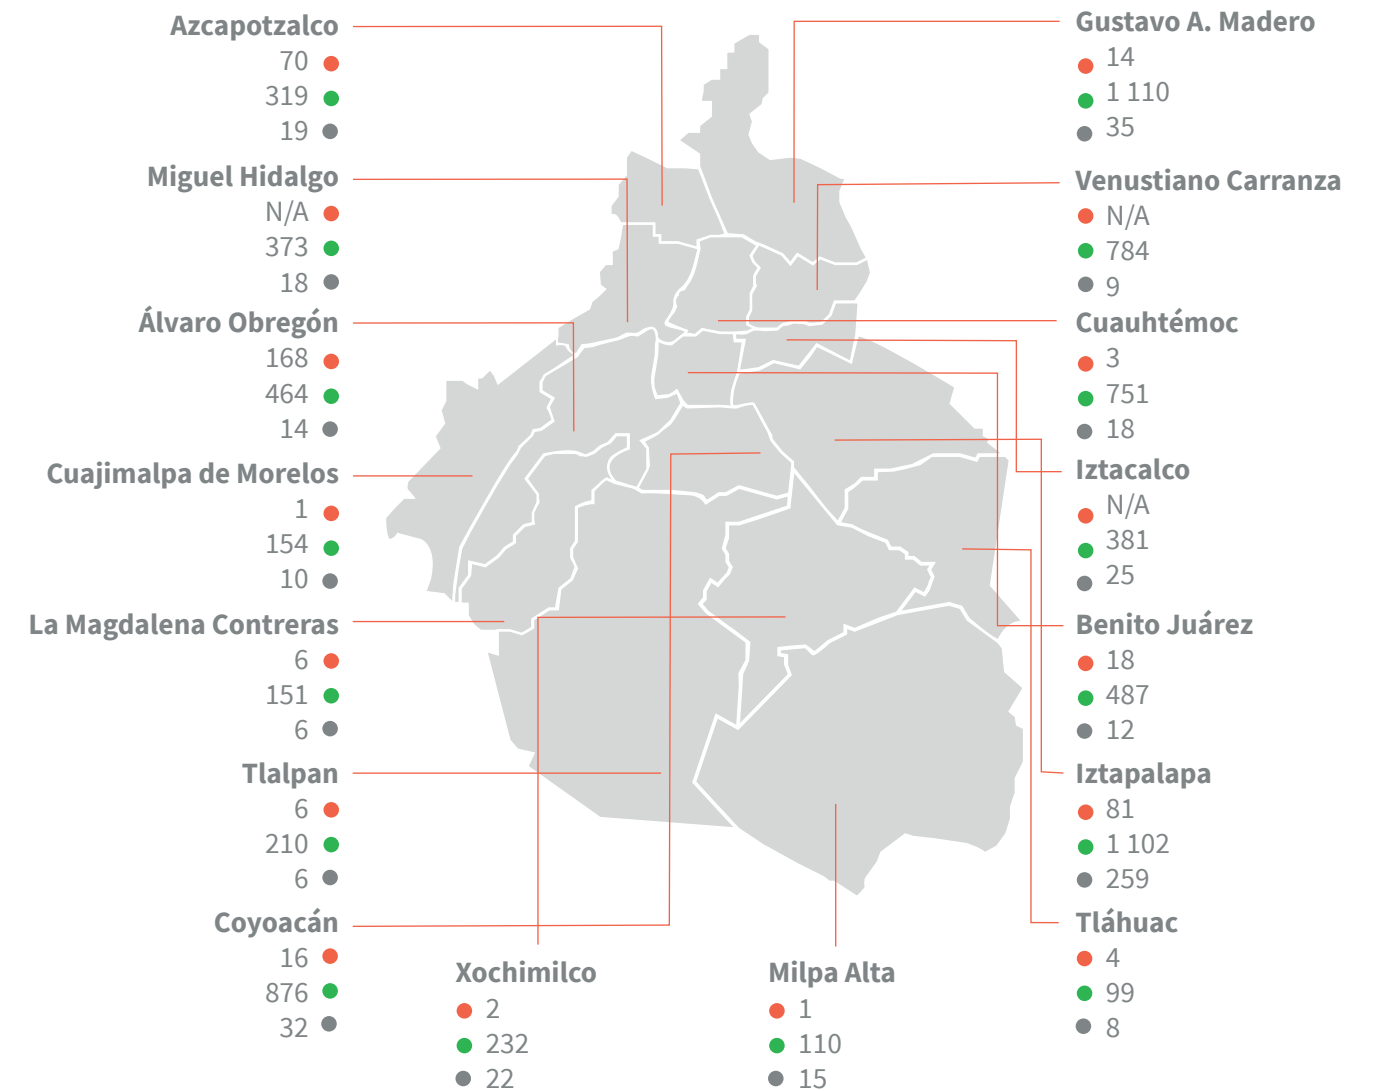 Azcapotzalco
70
319
19
Miguel Hidalgo
N/A
373
18
Álvaro Obregón
168
464
14
Cuajimalpa de Morelos
1
154
10
La Magdalena Contreras
6
151
6
Tlalpan
6
210
6
Coyoacán
16
876
32
Xochimilco
2
232
22
Milpa Alta
1
110
15
Gustavo A. Madero
14
1 110
35
Venustiano Carranza
N/A
784
9
Cuauhtémoc
3
751
18
Iztacalco
N/A
381
25
Benito Juárez
18
487
12
Iztapalapa
81
1 102
259
Tláhuac
4
99
8